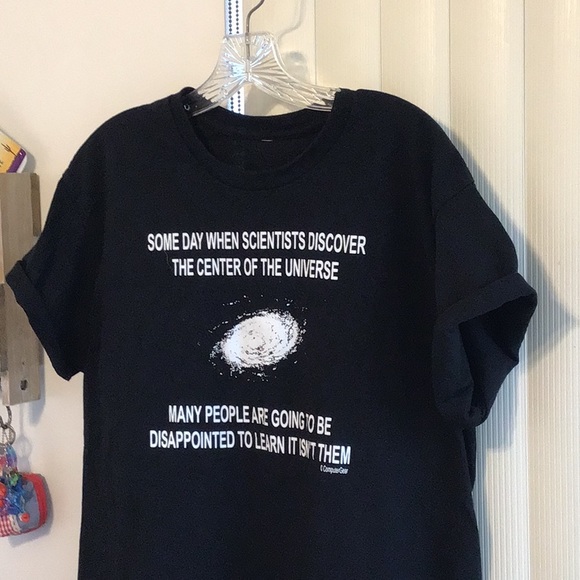 SOME DAY WHEN SCIENTISTS DISCOVER
THE CENTER OF THE UNIVERSE
MANY PEOPLE ARE GOING TO BE
DISAPPOINTED TO LEARN IT ISN'T THEM
© ComputerGear